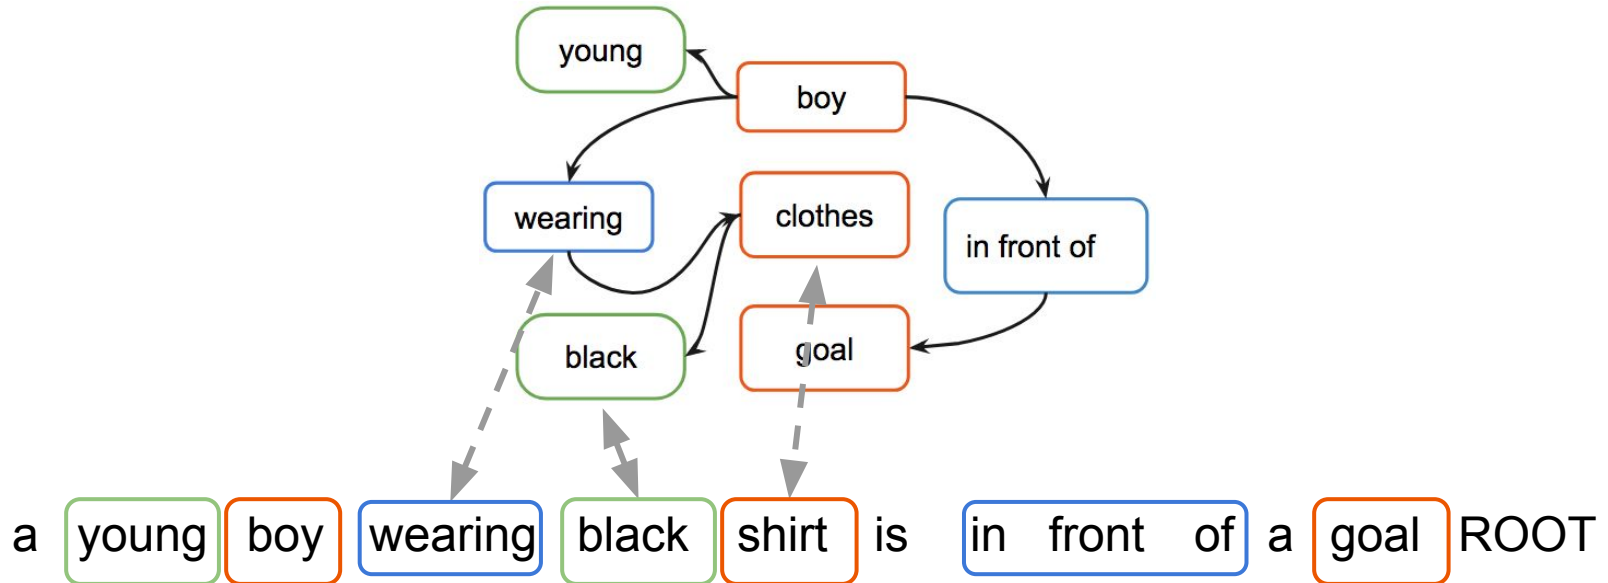 young
boy
wearing
clothes
in front of
black
goal
a young boy wearing black shirt is in front of a goal ROOT